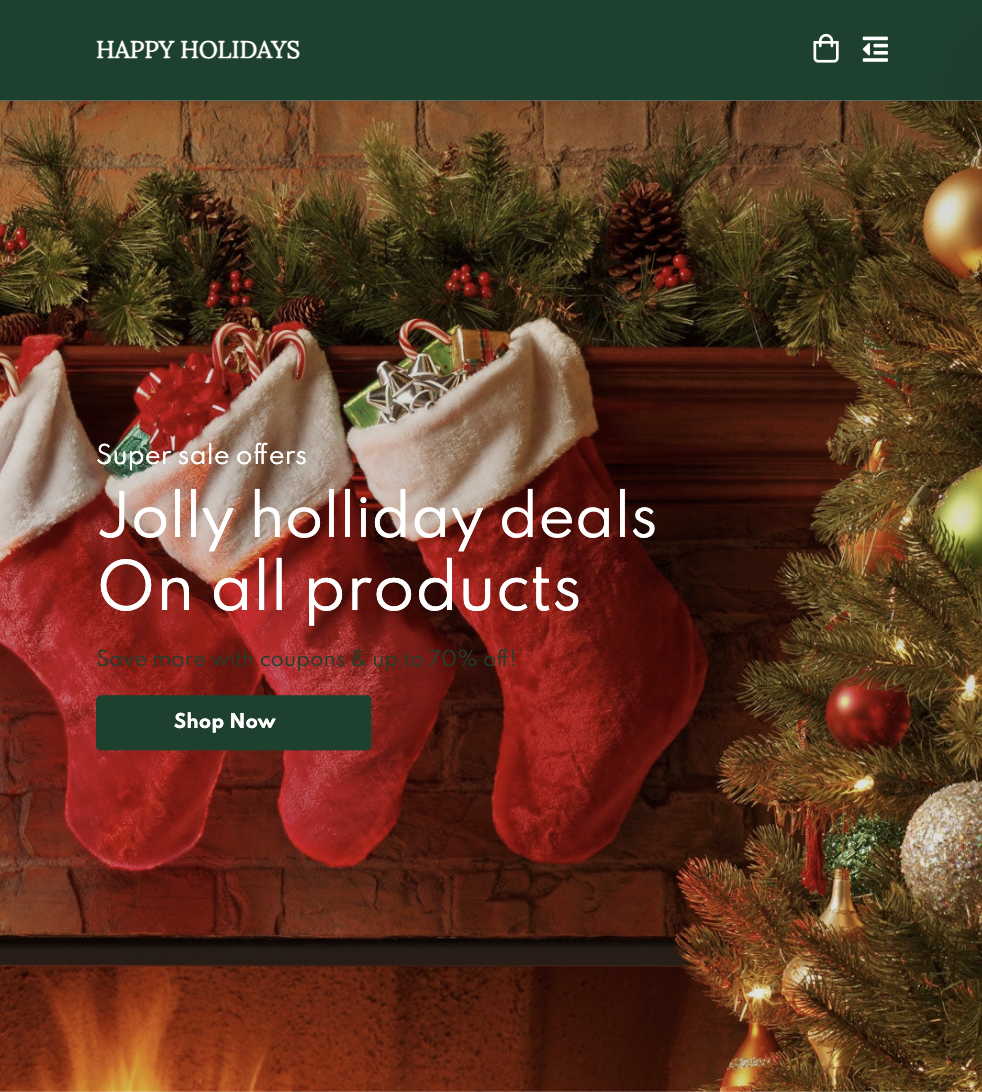 HAPPY HOLIDAYS
Super sale offers
Jolly holliday deals
On all products
Save more with coupons & up to 70% off!
Shop Now